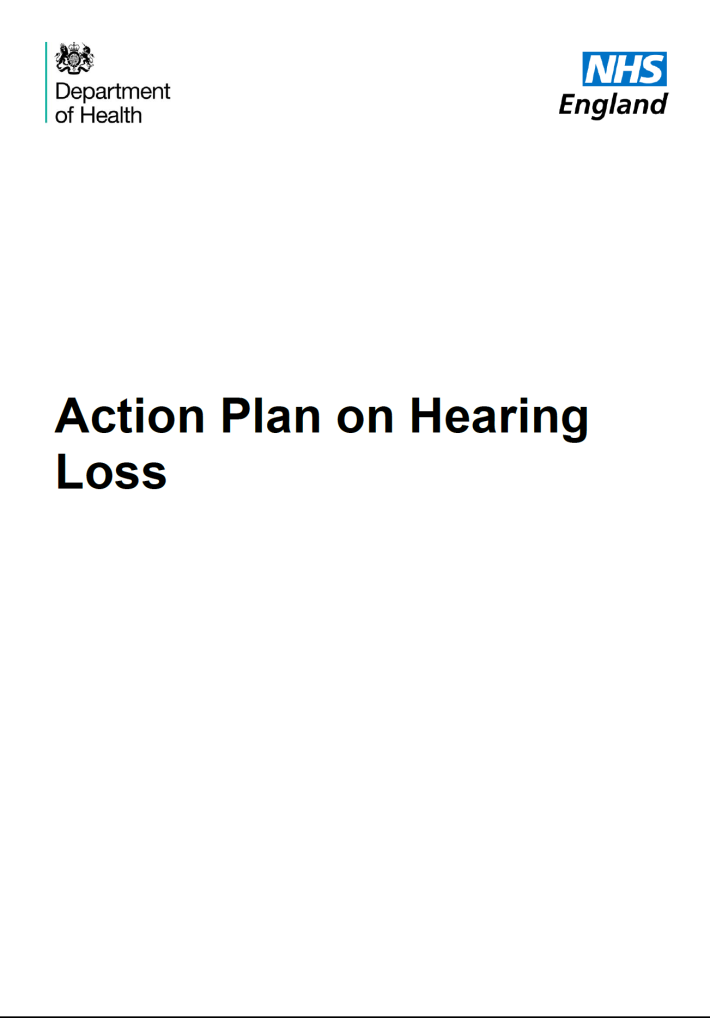 Department
of Health
NHS
England
Action Plan on Hearing
Loss